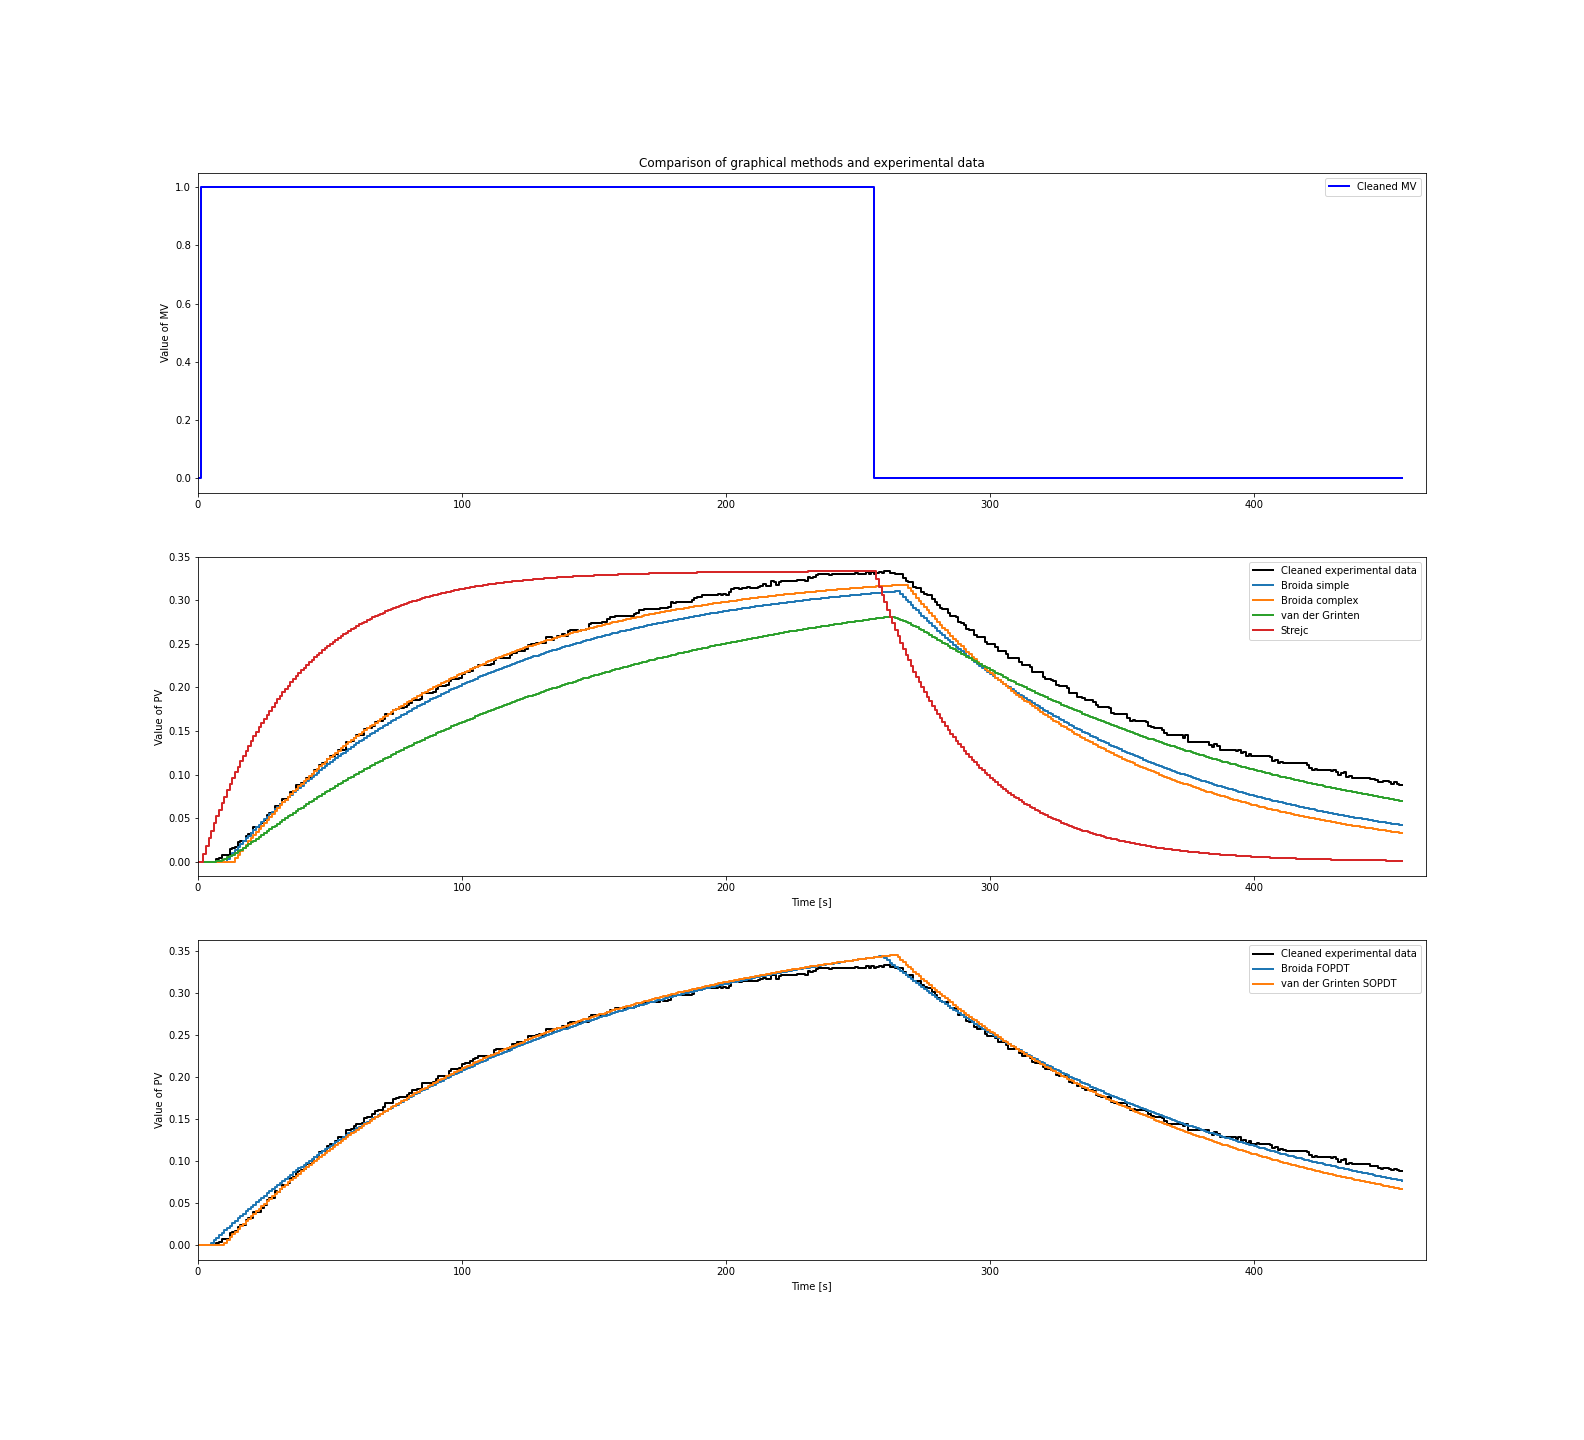 Comparison of graphical methods and experimental data
Cleaned MV
1.0
0.8
0.6
0.4
0.2
0.0
Value of MV
0 100 200 300 400
0.35
0.30
0.25
0.20
0.15
0.10
0.05
0.00
Value of PV
Cleaned experimental data
Broida simple
Broida complex
van der Grinten
Strejc
0 100 200 300 400
Time [s]
0.35
0.30
0.25
0.20
0.15
0.10
0.05
0.00
Value of PV
Cleaned experimental data
Broida FOPDT
van der Grinten SOPDT
0 100 200 300 400
Time [s]